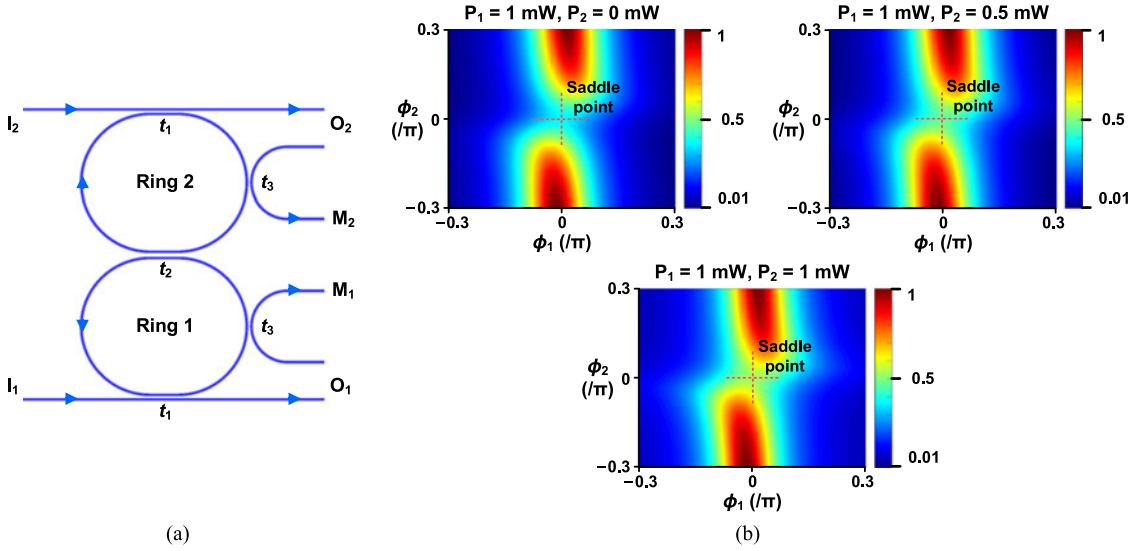 I₂
t₁
O₂
Ring 2
t₃
M₂
t₂
M₁
Ring 1
t₃
I₁
t₁
O₁
(a)
P₁ = 1 mW, P₂ = 0 mW
0.3
ϕ₂
(/π)
0
−0.3
Saddle
point
−0.3
0
0.3
ϕ₁ (/π)
1
0.5
0.01
P₁ = 1 mW, P₂ = 0.5 mW
0.3
ϕ₂
(/π)
0
−0.3
Saddle
point
−0.3
0
0.3
ϕ₁ (/π)
1
0.5
0.01
P₁ = 1 mW, P₂ = 1 mW
0.3
ϕ₂
(/π)
0
−0.3
Saddle
point
−0.3
0
0.3
ϕ₁ (/π)
1
0.5
0.01
(b)